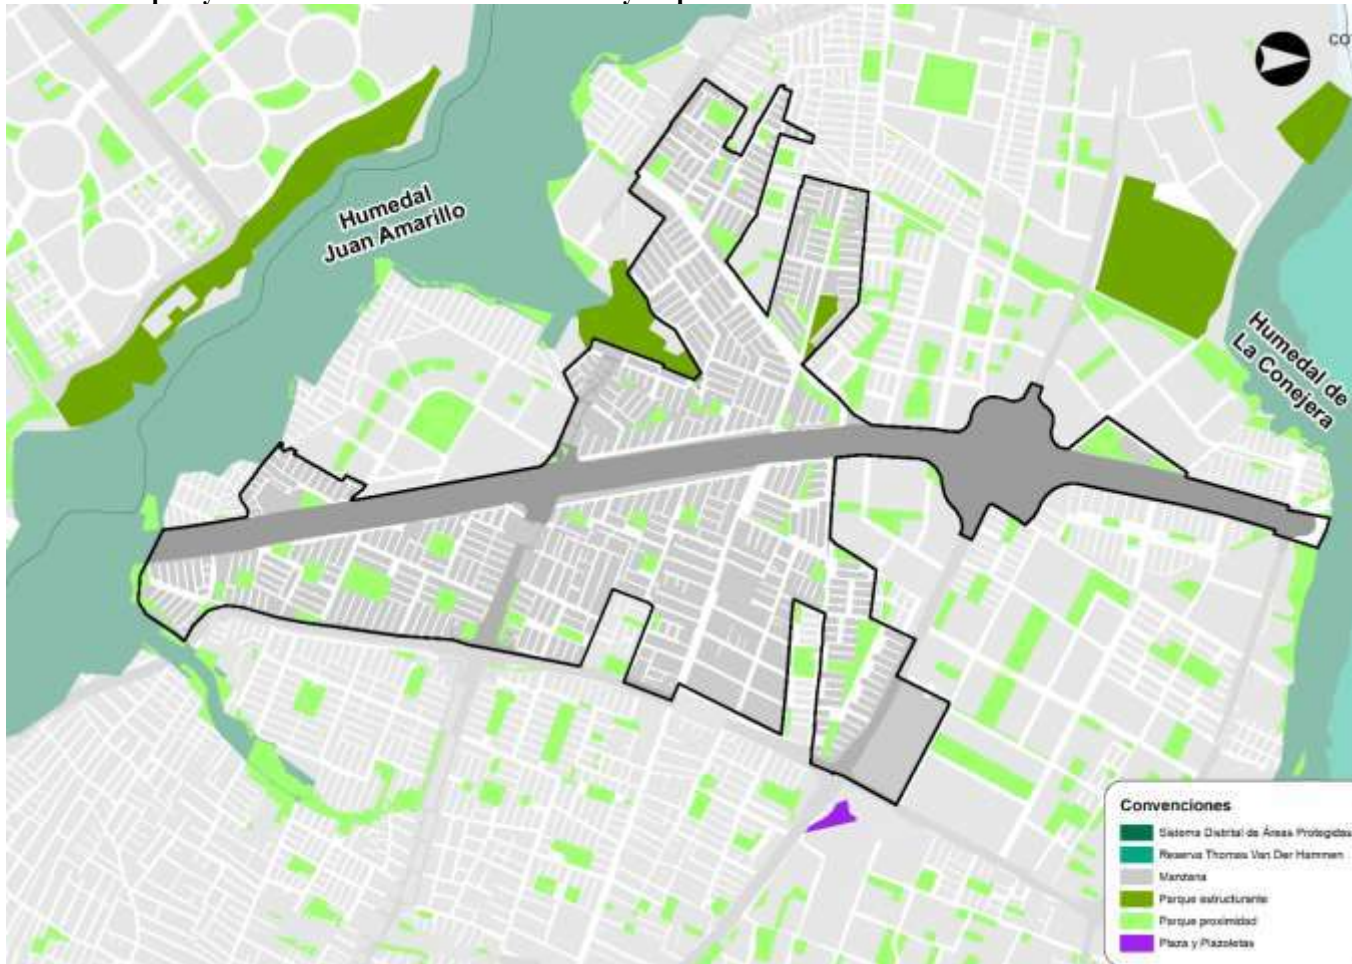 CO
Humedal
Juan Amarillo
Humedal de
La Conejera
Convenciones
Sistema Distrital de Áreas Protegidas
Reserva Thomas Van Der Hammen
Manzana
Parque estructurante
Parque proximidad
Plaza y Plazoletas